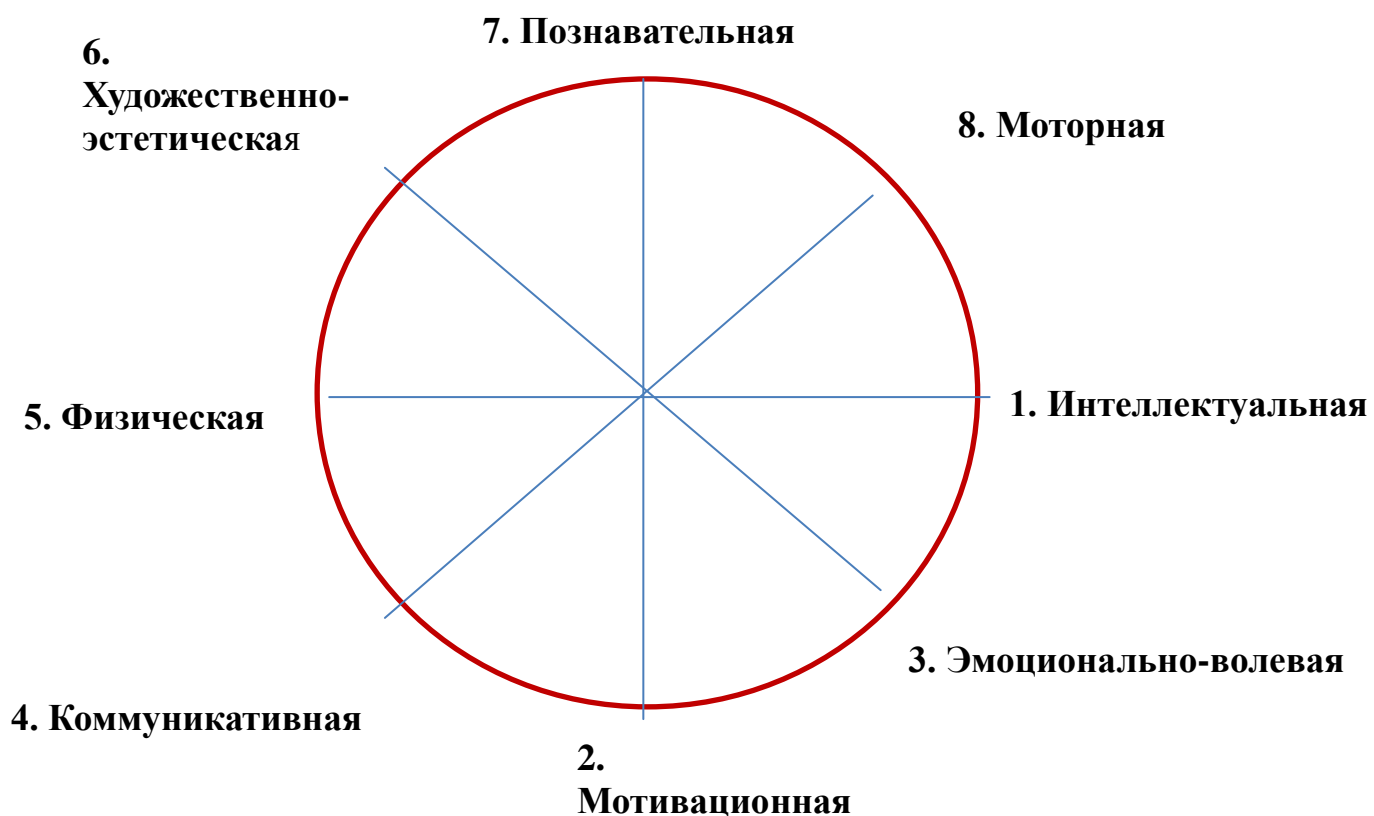 7. Познавательная
6.
Художественно-
эстетическая
8. Моторная
1. Интеллектуальная
5. Физическая
3. Эмоционально-волевая
4. Коммуникативная
2.
Мотивационная